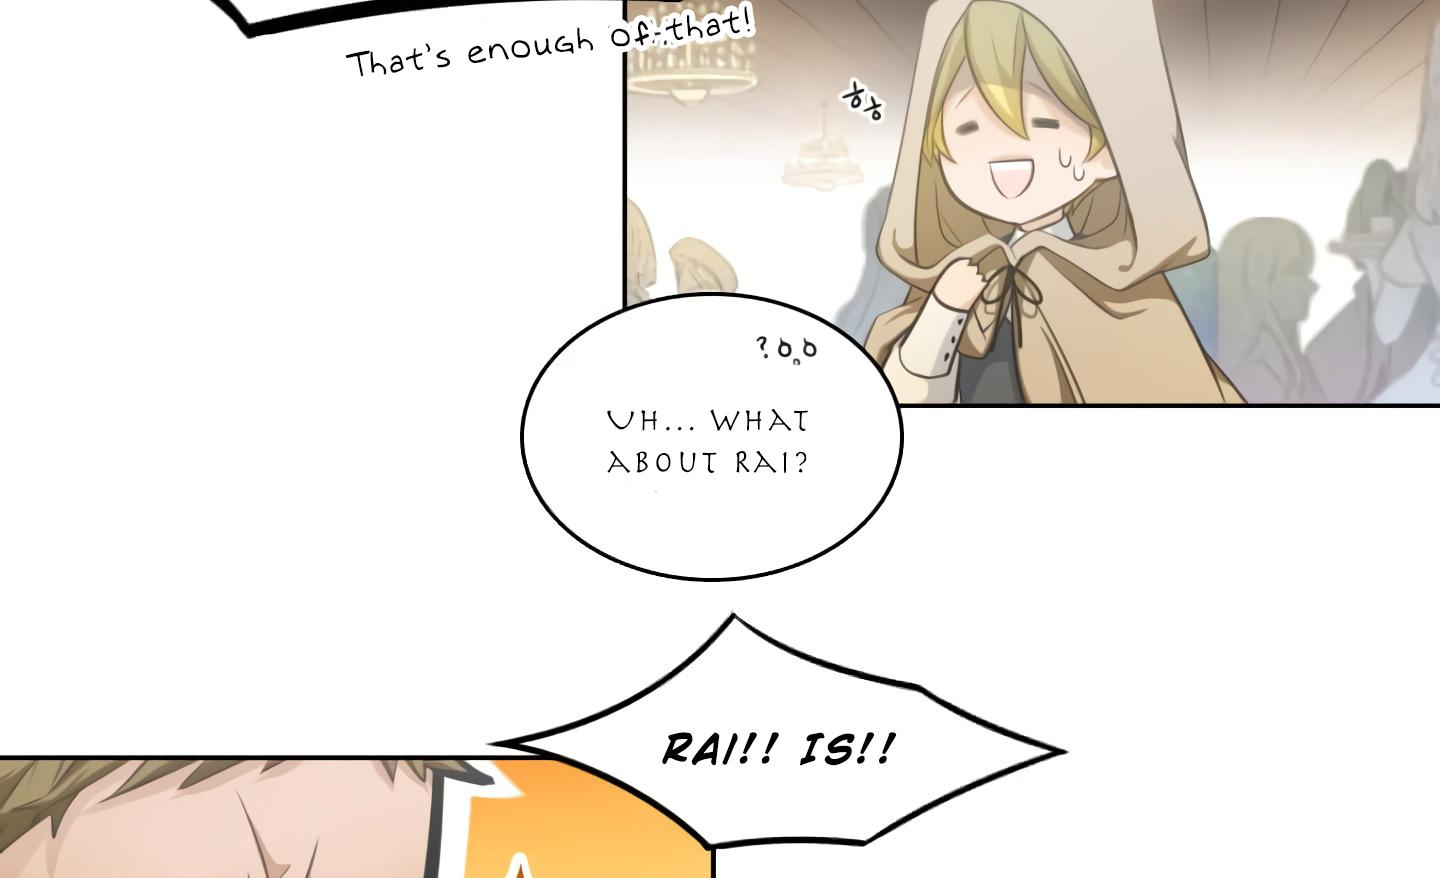 That's enough of that!
ㅎㅎ
?ㅇㅇ
UH... WHAT
ABOUT RAI?
RAI!! IS!!